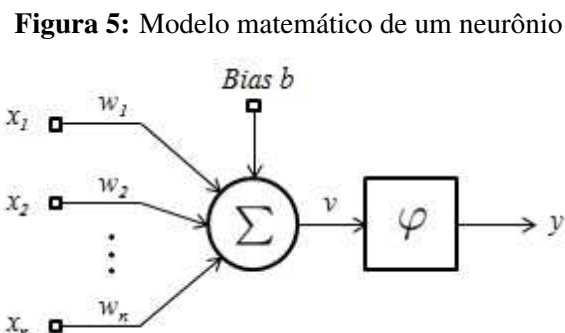 Figura 5: Modelo matemático de um neurônio
Bias b
x₁ w₁
x₂ w₂
Σ v φ y
xₙ wₙ